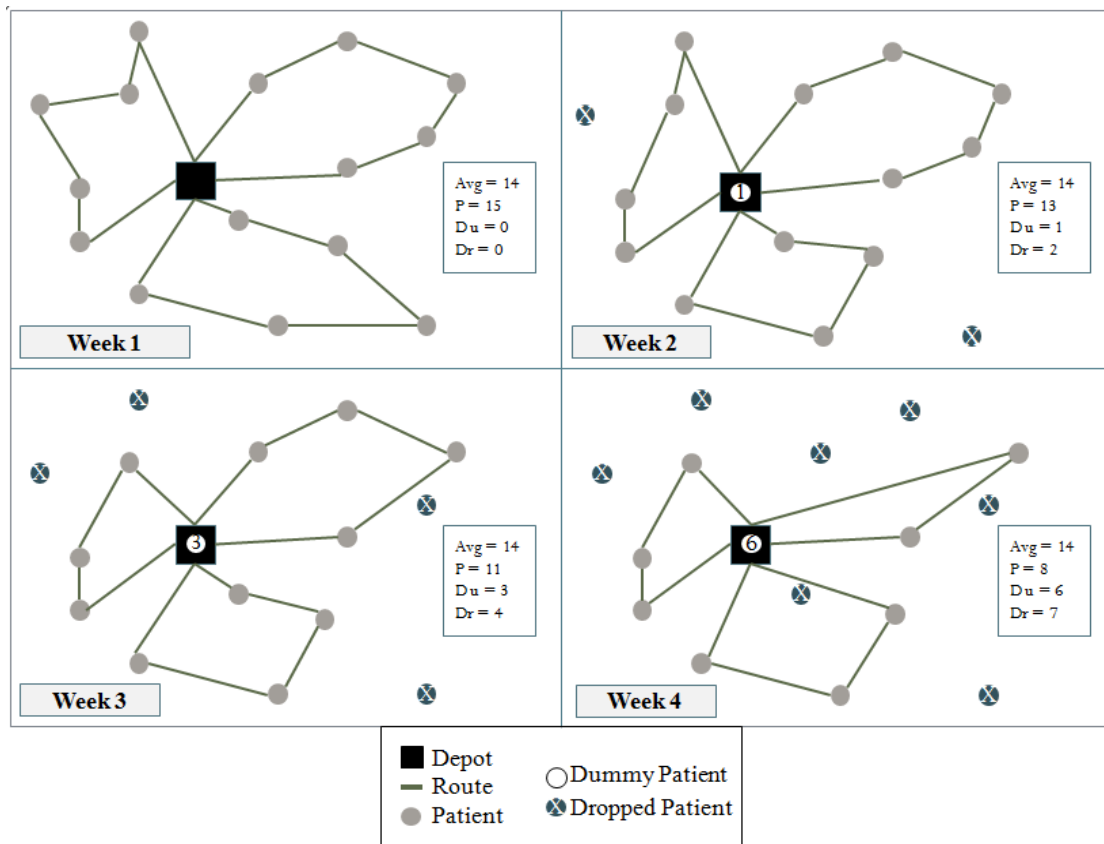 Avg = 14
P = 15
Du = 0
Dr = 0
Week 1
X
1
Avg = 14
P = 13
Du = 1
Dr = 2
Week 2
X
X
X
3
X
Avg = 14
P = 11
Du = 3
Dr = 4
Week 3
X
X
X
X
X
X
6
X
Avg = 14
P = 8
Du = 6
Dr = 7
Week 4
X
Depot
Route
Patient
Dummy Patient
X Dropped Patient